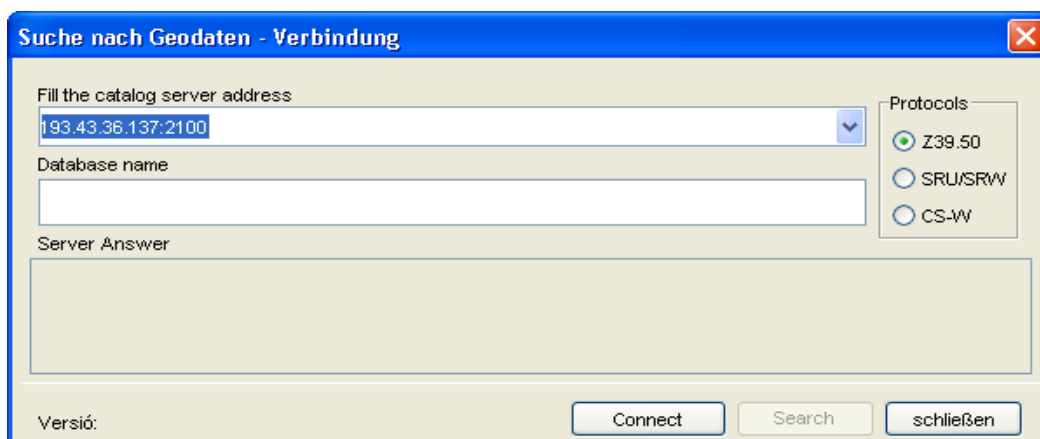 Suche nach Geodaten - Verbindung
Fill the catalog server address
193.43.36.137:2100
Database name
Server Answer
Protocols
Z39.50
SRU/SRW
CS-W
Versió:
Connect
Search
schließen